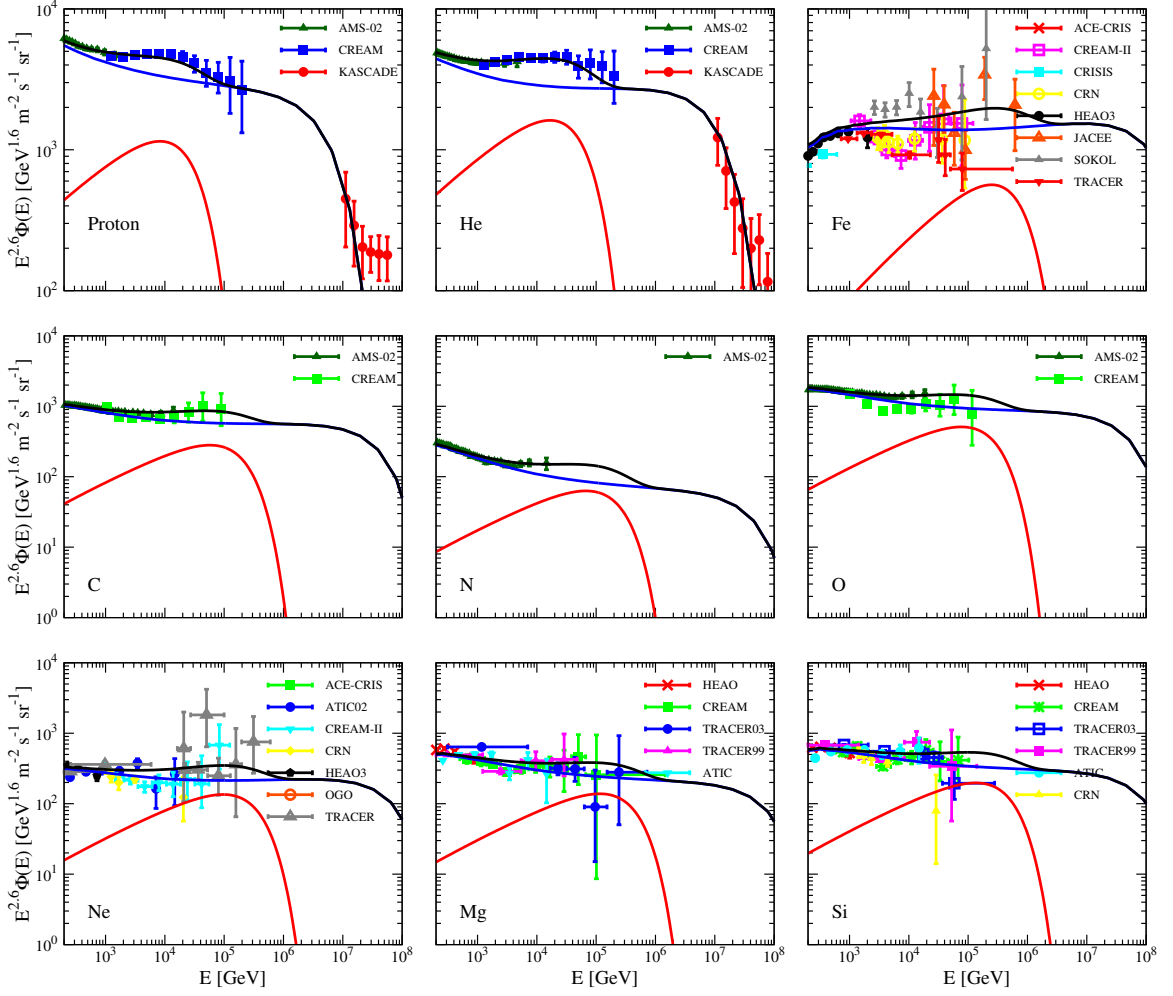 10^4
10^3
10^2
E^2.6Φ(E) [GeV^1.6 m^-2 s^-1 sr^1]
AMS-02
CREAM
KASCADE
Proton
AMS-02
CREAM
KASCADE
He
ACE-CRIS
CREAM-II
CRISIS
CRN
HEAO3
JACEE
SOKOL
TRACER
Fe
10^4
10^3
10^2
10^1
10^0
E^2.6Φ(E) [GeV^1.6 m^-2 s^-1 sr^1]
AMS-02
CREAM
C
AMS-02
N
AMS-02
CREAM
O
10^4
10^3
10^2
10^1
10^0
E^2.6Φ(E) [GeV^1.6 m^-2 s^-1 sr^1]
ACE-CRIS
ATIC02
CREAM-II
CRN
HEAO3
OGO
TRACER
Ne
HEAO
CREAM
TRACER03
TRACER99
ATIC
Mg
HEAO
CREAM
TRACER03
TRACER99
ATIC
CRN
Si
10^3 10^4 10^5 10^6 10^7 10^8
10^3 10^4 10^5 10^6 10^7 10^8
10^3 10^4 10^5 10^6 10^7 10^8
E [GeV]
E [GeV]
E [GeV]